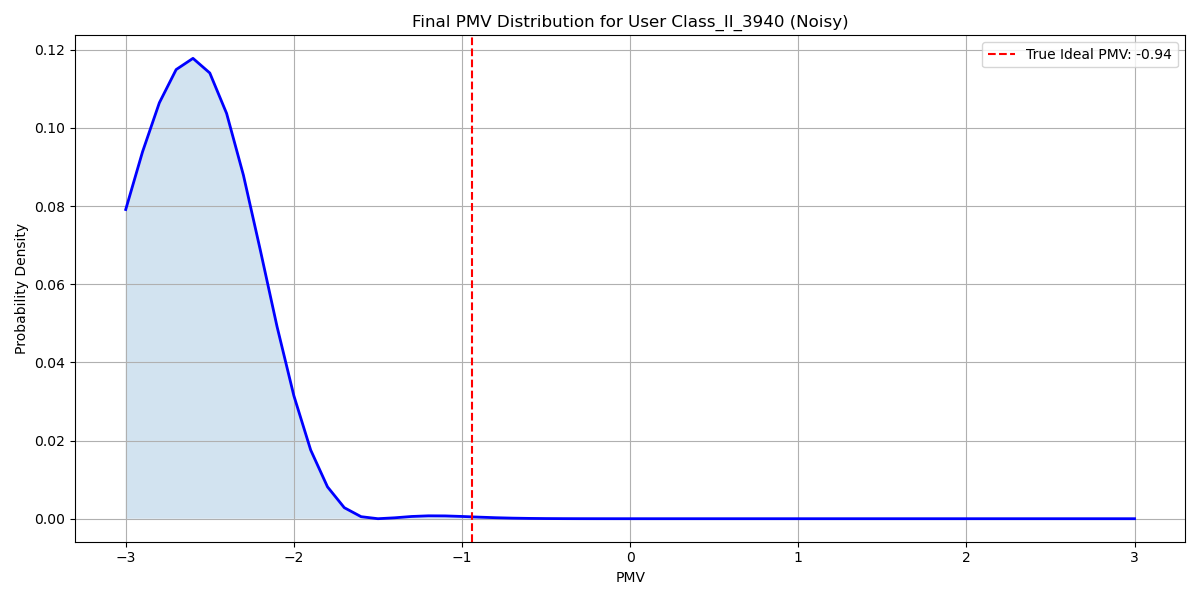 Final PMV Distribution for User Class_II_3940 (Noisy)
True Ideal PMV: -0.94
Probability Density
0.12
0.10
0.08
0.06
0.04
0.02
0.00
−3 −2 −1 0 1 2 3
PMV